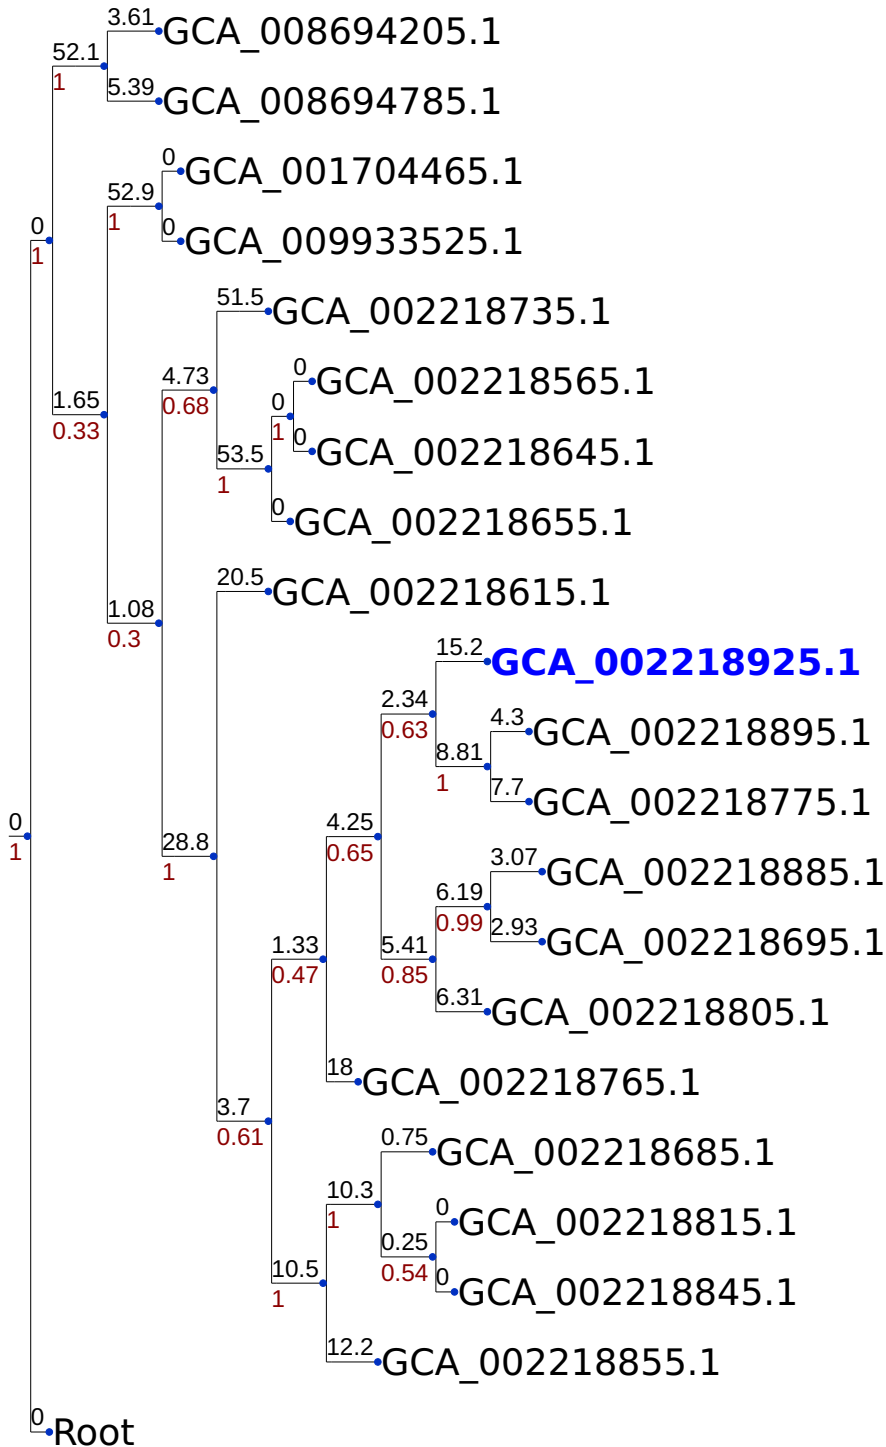 3.61
GCA_008694205.1
52.1
1
5.39
GCA_008694785.1
0
GCA_001704465.1
52.9
1
0
GCA_009933525.1
0
1
51.5
GCA_002218735.1
4.73
0.68
0
GCA_002218565.1
1.65
0.33
0
1
0
GCA_002218645.1
53.5
1
0
GCA_002218655.1
20.5
GCA_002218615.1
1.08
0.3
15.2
GCA_002218925.1
2.34
0.63
4.3
GCA_002218895.1
8.81
1
7.7
GCA_002218775.1
0
1
4.25
0.65
28.8
1
3.07
GCA_002218885.1
6.19
0.99
2.93
GCA_002218695.1
1.33
0.47
5.41
0.85
6.31
GCA_002218805.1
18
GCA_002218765.1
3.7
0.61
0.75
GCA_002218685.1
10.3
1
0
GCA_002218815.1
0.25
0.54
0
GCA_002218845.1
10.5
1
12.2
GCA_002218855.1
0
Root